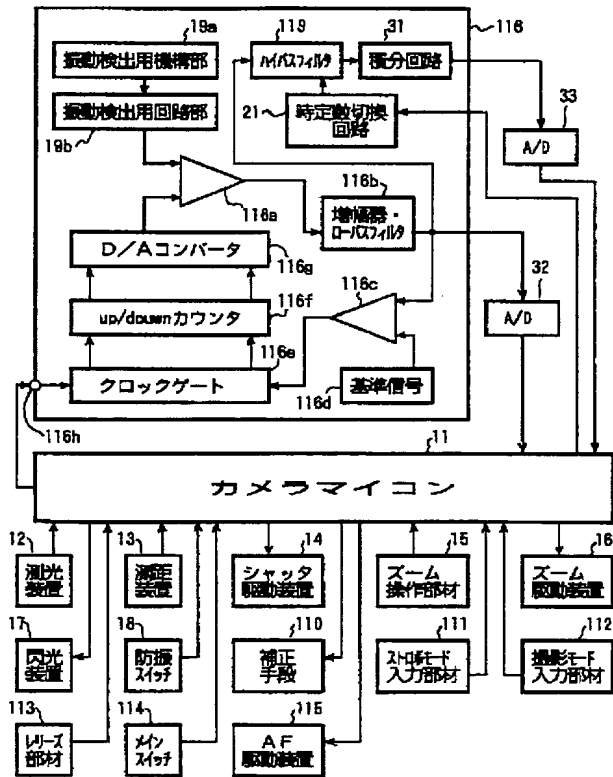 19a
119
31
116
振動検出用機構部
ハイパスフィルタ
積分回路
振動検出用回路部
21
時定数切換
回路
33
19b
A/D
116a
116b
増幅器・
ローパスフィルタ
D/Aコンバータ
116g
116c
32
up/downカウンタ
116f
A/D
116e
クロックゲート
116d
基準信号
116h
11
カメラマイコン
12
測光
装置
13
測距
装置
14
シャッタ
駆動装置
15
ズーム
操作部材
16
ズーム
駆動装置
17
閃光
装置
18
防振
スイッチ
110
補正
手段
111
ストロボモード
入力部材
112
撮影モード
入力部材
113
レリーズ
部材
114
メイン
スイッチ
115
AF
駆動装置